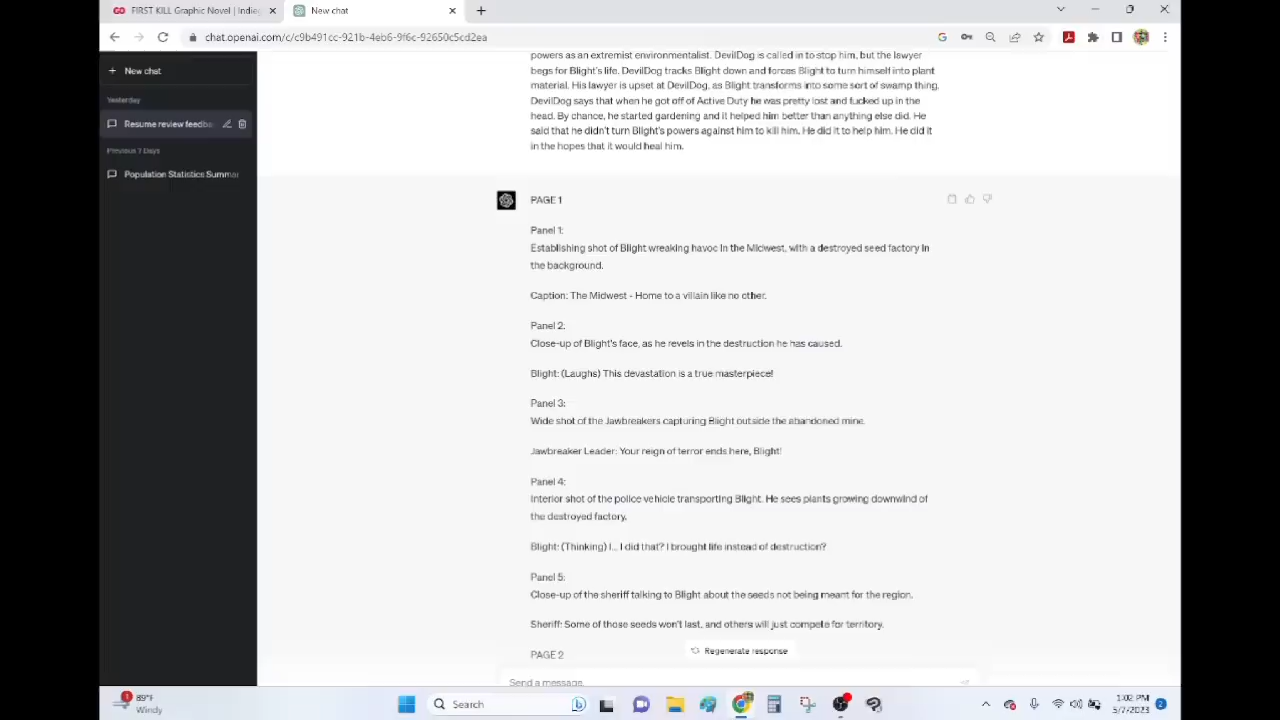 FIRST KILL Graphic Novel | Indieg
New chat
chat.openai.com/c/c9b491cc-921b-4eb6-9f6c-92650c5cd2ea
New chat
Yesterday
Resume review feedba
Previous 7 Days
Population Statistics Summar
powers as an extremist environmentalist. DevilDog is called in to stop him, but the lawyer
begs for Blight's life. DevilDog tracks Blight down and forces Blight to turn himself into plant
material. His lawyer is upset at DevilDog, as Blight transforms into some sort of swamp thing.
DevilDog says that when he got off of Active Duty he was pretty lost and fucked up in the
head. By chance, he started gardening and it helped him better than anything else did. He
said that he didn't turn Blight's powers against him to kill him. He did it to help him. He did it
in the hopes that it would heal him.
PAGE 1
Panel 1:
Establishing shot of Blight wreaking havoc in the Midwest, with a destroyed seed factory in
the background.
Caption: The Midwest - Home to a villain like no other.
Panel 2:
Close-up of Blight's face, as he revels in the destruction he has caused.
Blight: (Laughs) This devastation is a true masterpiece!
Panel 3:
Wide shot of the Jawbreakers capturing Blight outside the abandoned mine.
Jawbreaker Leader: Your reign of terror ends here, Blight!
Panel 4:
Interior shot of the police vehicle transporting Blight. He sees plants growing downwind of
the destroyed factory.
Blight: (Thinking) I... I did that? I brought life instead of destruction?
Panel 5:
Close-up of the sheriff talking to Blight about the seeds not being meant for the region.
Sheriff: Some of those seeds won't last, and others will just compete for territory.
PAGE 2
Regenerate response
Send a message.
1
89°F
Windy
Search
1:02 PM
5/7/2023
2